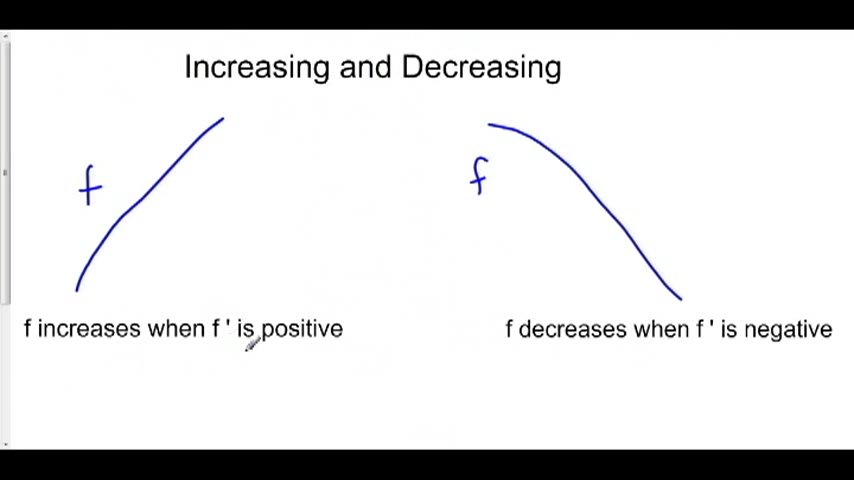 Increasing and Decreasing
f
f
f increases when f ' is positive
f decreases when f ' is negative